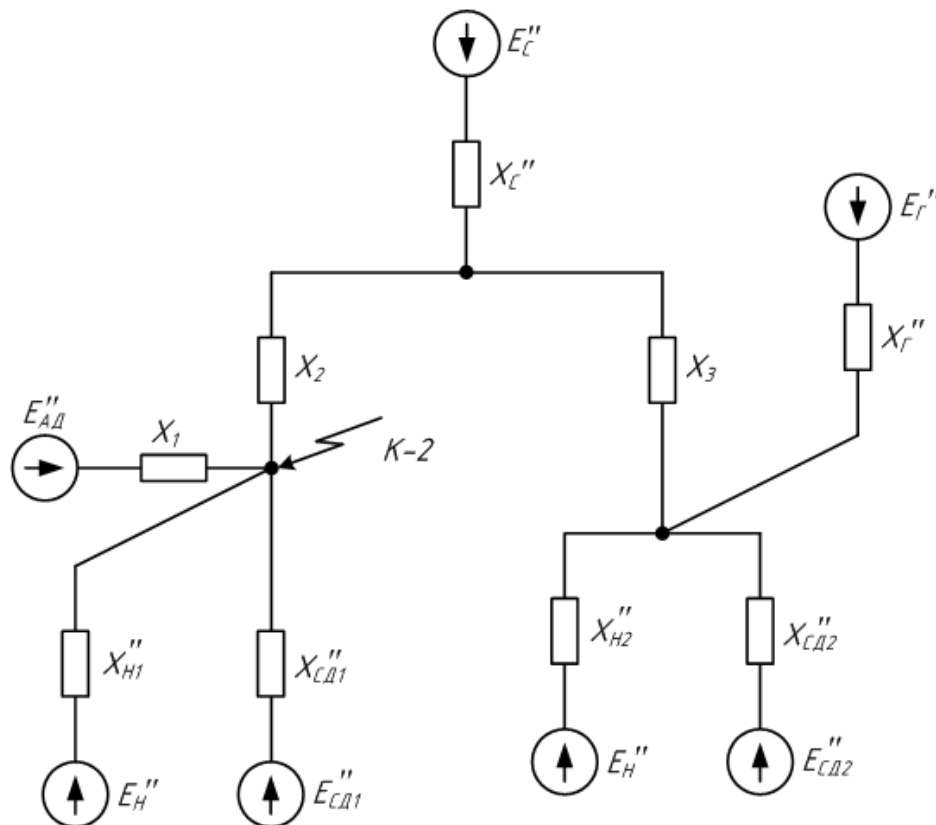 E_C''
X_C''
E_Г''
X_Г''
X_2
X_3
E_АД''
X_1
К-2
X_Н1''
X_СД1''
X_Н2''
X_СД2''
E_Н''
E_СД1''
E_Н''
E_СД2''